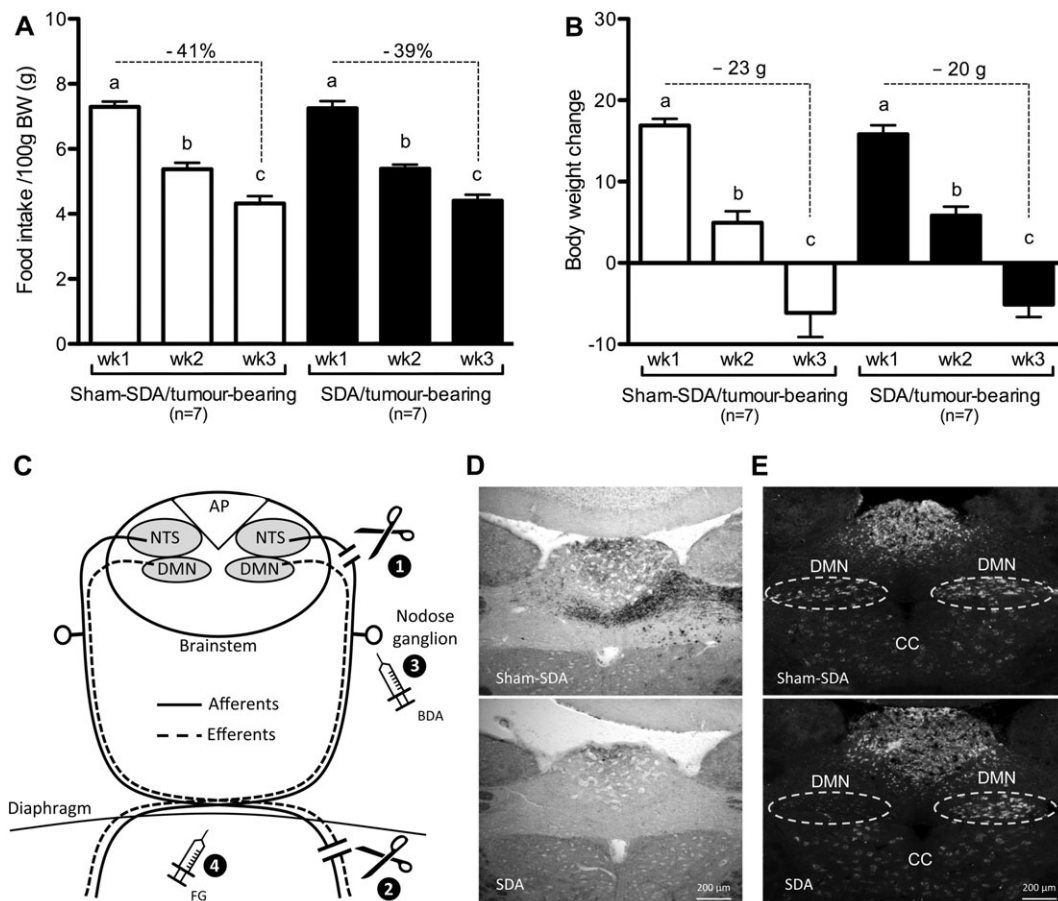 A
Food intake /100g BW (g)
10
8
6
4
2
0
- 41%
- 39%
a
b
c
a
b
c
wk1 wk2 wk3 wk1 wk2 wk3
Sham-SDA/tumour-bearing
(n=7)
SDA/tumour-bearing
(n=7)
B
Body weight change
30
20
10
0
-10
– 23 g
– 20 g
a
b
c
a
b
c
wk1 wk2 wk3 wk1 wk2 wk3
Sham-SDA/tumour-bearing
(n=7)
SDA/tumour-bearing
(n=7)
C
AP
NTS NTS
DMN DMN
1
Brainstem
Nodose
ganglion
3
BDA
Afferents
Efferents
Diaphragm
4
FG
2
D
Sham-SDA
SDA
200 µm
E
DMN DMN
CC
Sham-SDA
DMN DMN
CC
SDA
200 µm